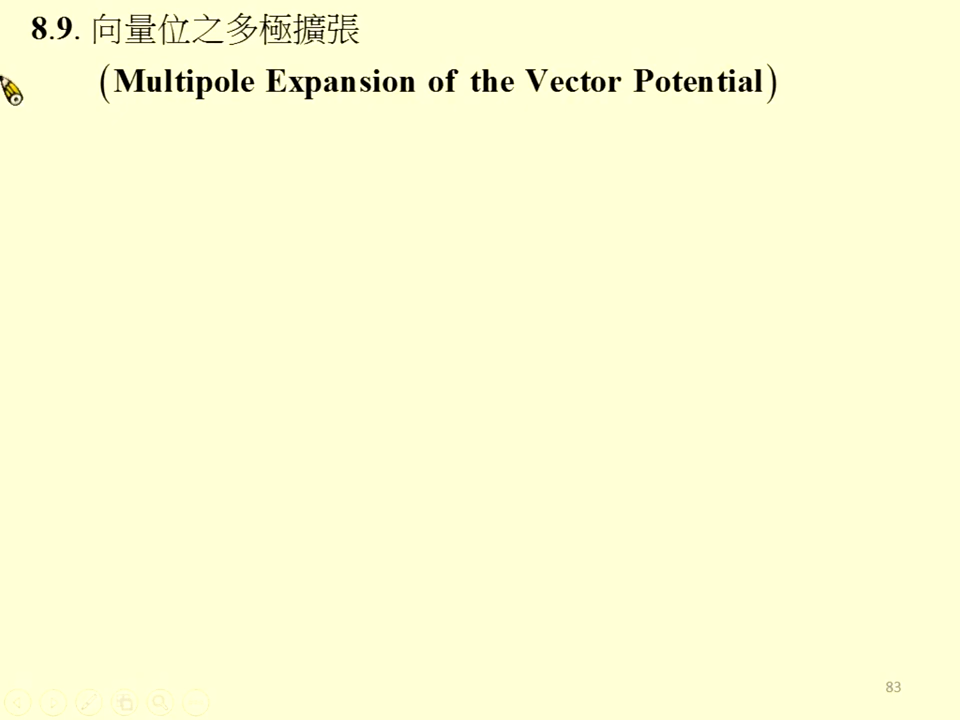 8.9. 向量位之多極擴張
(Multipole Expansion of the Vector Potential)
83